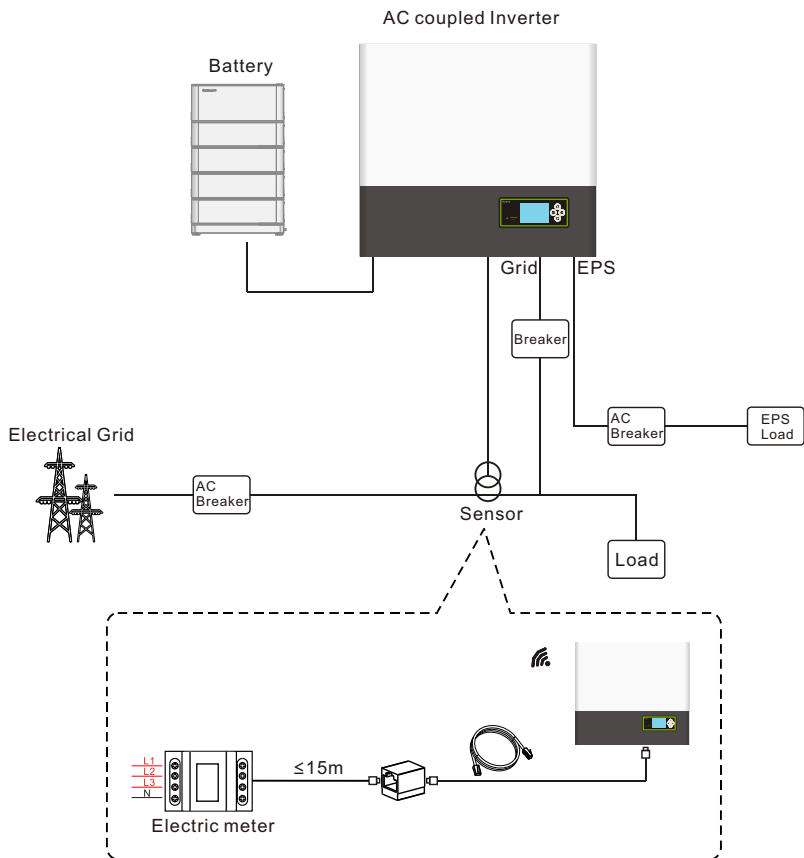 AC coupled Inverter
Battery
Grid
EPS
Breaker
AC
Breaker
EPS
Load
Electrical Grid
AC
Breaker
Sensor
Load
L1
L2
L3
N
≤15m
Electric meter